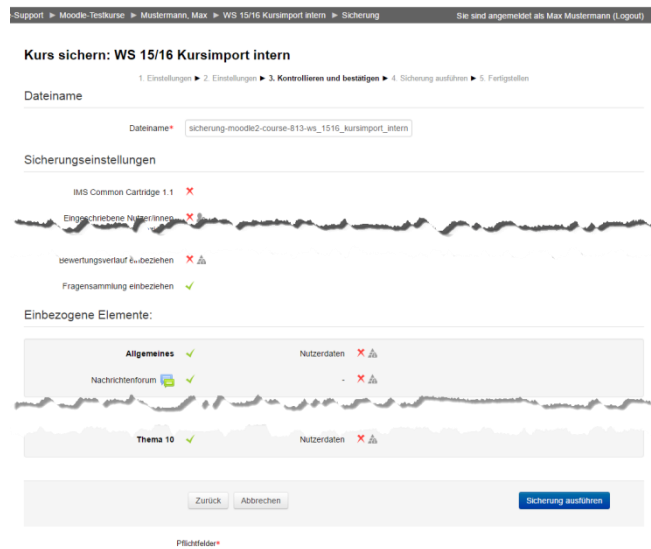 -Support ► Moodle-Testkurse ► Mustermann, Max ► WS 15/16 Kursimport intern ► Sicherung Sie sind angemeldet als Max Mustermann (Logout)
Kurs sichern: WS 15/16 Kursimport intern
1. Einstellungen ► 2. Einstellungen ► 3. Kontrollieren und bestätigen ► 4. Sicherung ausführen ► 5. Fertigstellen
Dateiname
Dateiname* sicherung-moodle2-course-813-ws_1516_kursimport_intern
Sicherungseinstellungen
IMS Common Cartridge 1.1
Eingeschriebene Nutzer/innen
Bewertungsverlauf einbeziehen
Fragensammlung einbeziehen
Einbezogene Elemente:
Allgemeines Nutzerdaten
Nachrichtenforum -
Thema 10 Nutzerdaten
Zurück Abbrechen Sicherung ausführen
Pflichtfelder*